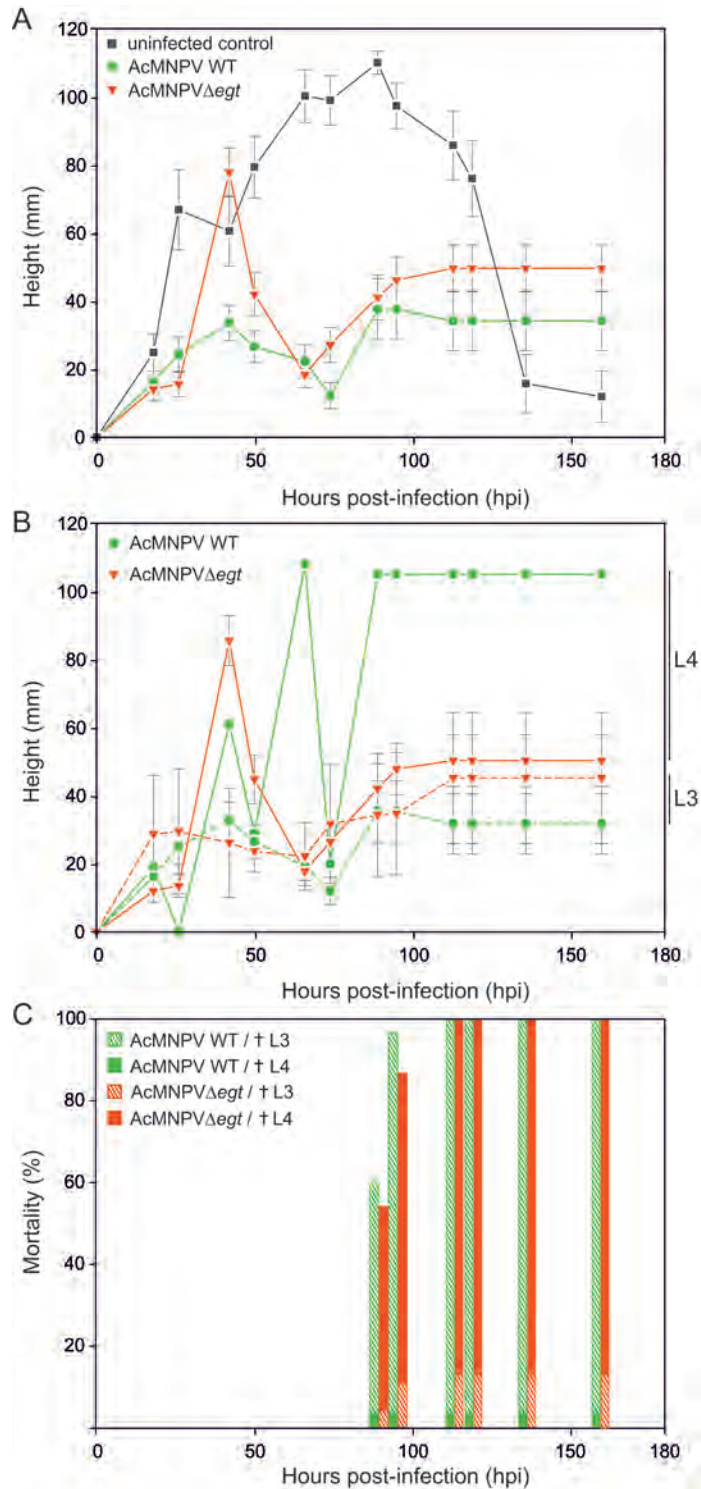 A
120
100
80
60
40
20
0
Height (mm)
uninfected control
AcMNPV WT
AcMNPVΔegt
0 50 100 150 180
Hours post-infection (hpi)
B
120
100
80
60
40
20
0
Height (mm)
AcMNPV WT
AcMNPVΔegt
L4
L3
0 50 100 150 180
Hours post-infection (hpi)
C
100
80
60
40
20
Mortality (%)
AcMNPV WT / † L3
AcMNPV WT / † L4
AcMNPVΔegt / † L3
AcMNPVΔegt / † L4
0 50 100 150 180
Hours post-infection (hpi)